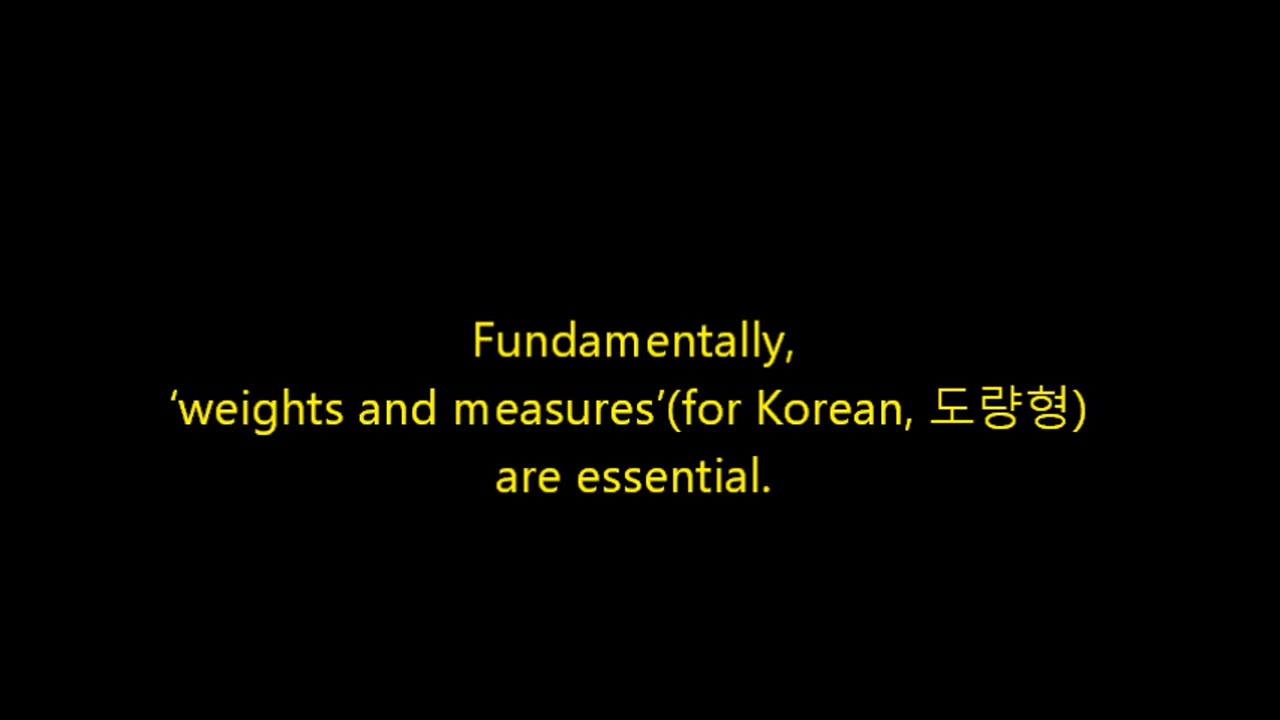 Fundamentally,
‘weights and measures’(for Korean, 도량형)
are essential.